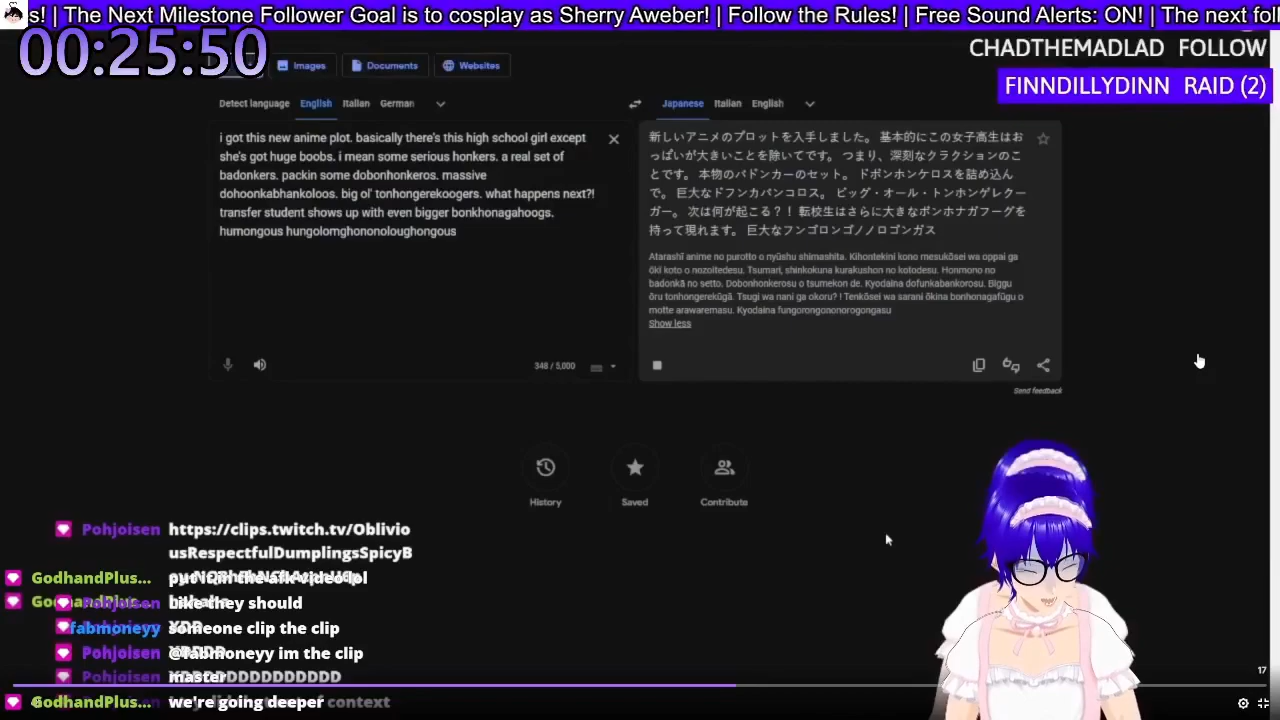 s! | The Next Milestone Follower Goal is to cosplay as Sherry Aweber! | Follow the Rules! | Free Sound Alerts: ON! | The next foll
00:25:50
CHADTHEMADLAD FOLLOW
FINNDILLYDINN RAID (2)
Images Documents Websites
Detect language English Italian German
Japanese Italian English
i got this new anime plot. basically there's this high school girl except
she's got huge boobs. i mean some serious honkers. a real set of
badonkers. packin some dobonhonkeros. massive
dohoonkabhankoloos. big ol' tonhongerekoogers. what happens next?!
transfer student shows up with even bigger bonkhonagahoogs.
humongous hungolomghononoloughongous
348 / 5,000
新しいアニメのプロットを入手しました。 基本的にこの女子高生はお
っぱいが大きいことを除いてです。 つまり、深刻なクラクションのこ
とです。 本物のバドンカーのセット。 ドボンホンケロスを詰め込ん
で。 巨大なドフンカバンコロス。 ビッグ・オール・トンホンゲレクー
ガー。 次は何が起こる？！ 転校生はさらに大きなボンホナガフーグを
持って現れます。 巨大なフンゴロンゴノノロゴンガス
Atarashī anime no purotto o nyūshu shimashita. Kihontekini kono mesukōsei wa oppai ga
ōkī koto o nozoitedesu. Tsumari, shinkokuna kurakushon no kotodesu. Honmono no
badonkā no setto. Dobonhonkerosu o tsumekon de. Kyodaina dofunkabankorosu. Biggu
ōru tonhongerekūgā. Tsugi wa nani ga okoru? ! Tenkōsei wa sarani ōkina bonhonagafūgu o
motte arawaremasu. Kyodaina fungorongononorogongasu
Show less
Send feedback
History Saved Contribute
Pohjoisen https://clips.twitch.tv/Oblivio
usRespectfulDumplingsSpicyB
GodhandPlus... put it in the afk video lol
Pohjoisen like they should
fabmoneyy someone clip the clip
Pohjoisen @fabmoneyy im the clip
master
GodhandPlus... we're going deeper context
17